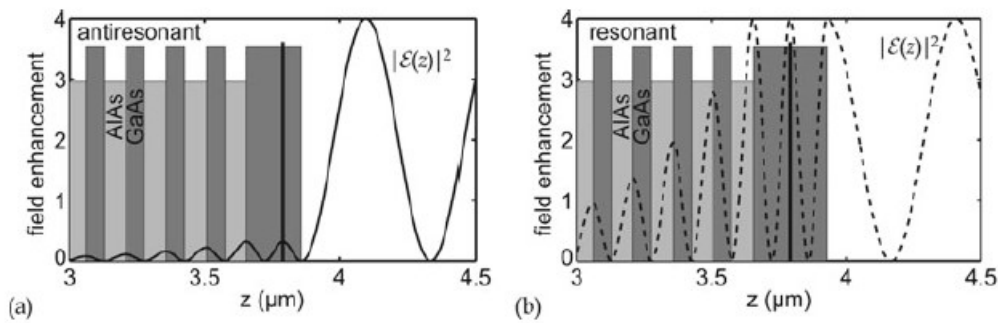 antiresonant
|ℰ(z)|²
AlAs
GaAs
field enhancement
4
3
2
1
0
3 3.5 4 4.5
z (μm)
(a)
resonant
|ℰ(z)|²
AlAs
GaAs
field enhancement
4
3
2
1
0
3 3.5 4 4.5
z (μm)
(b)